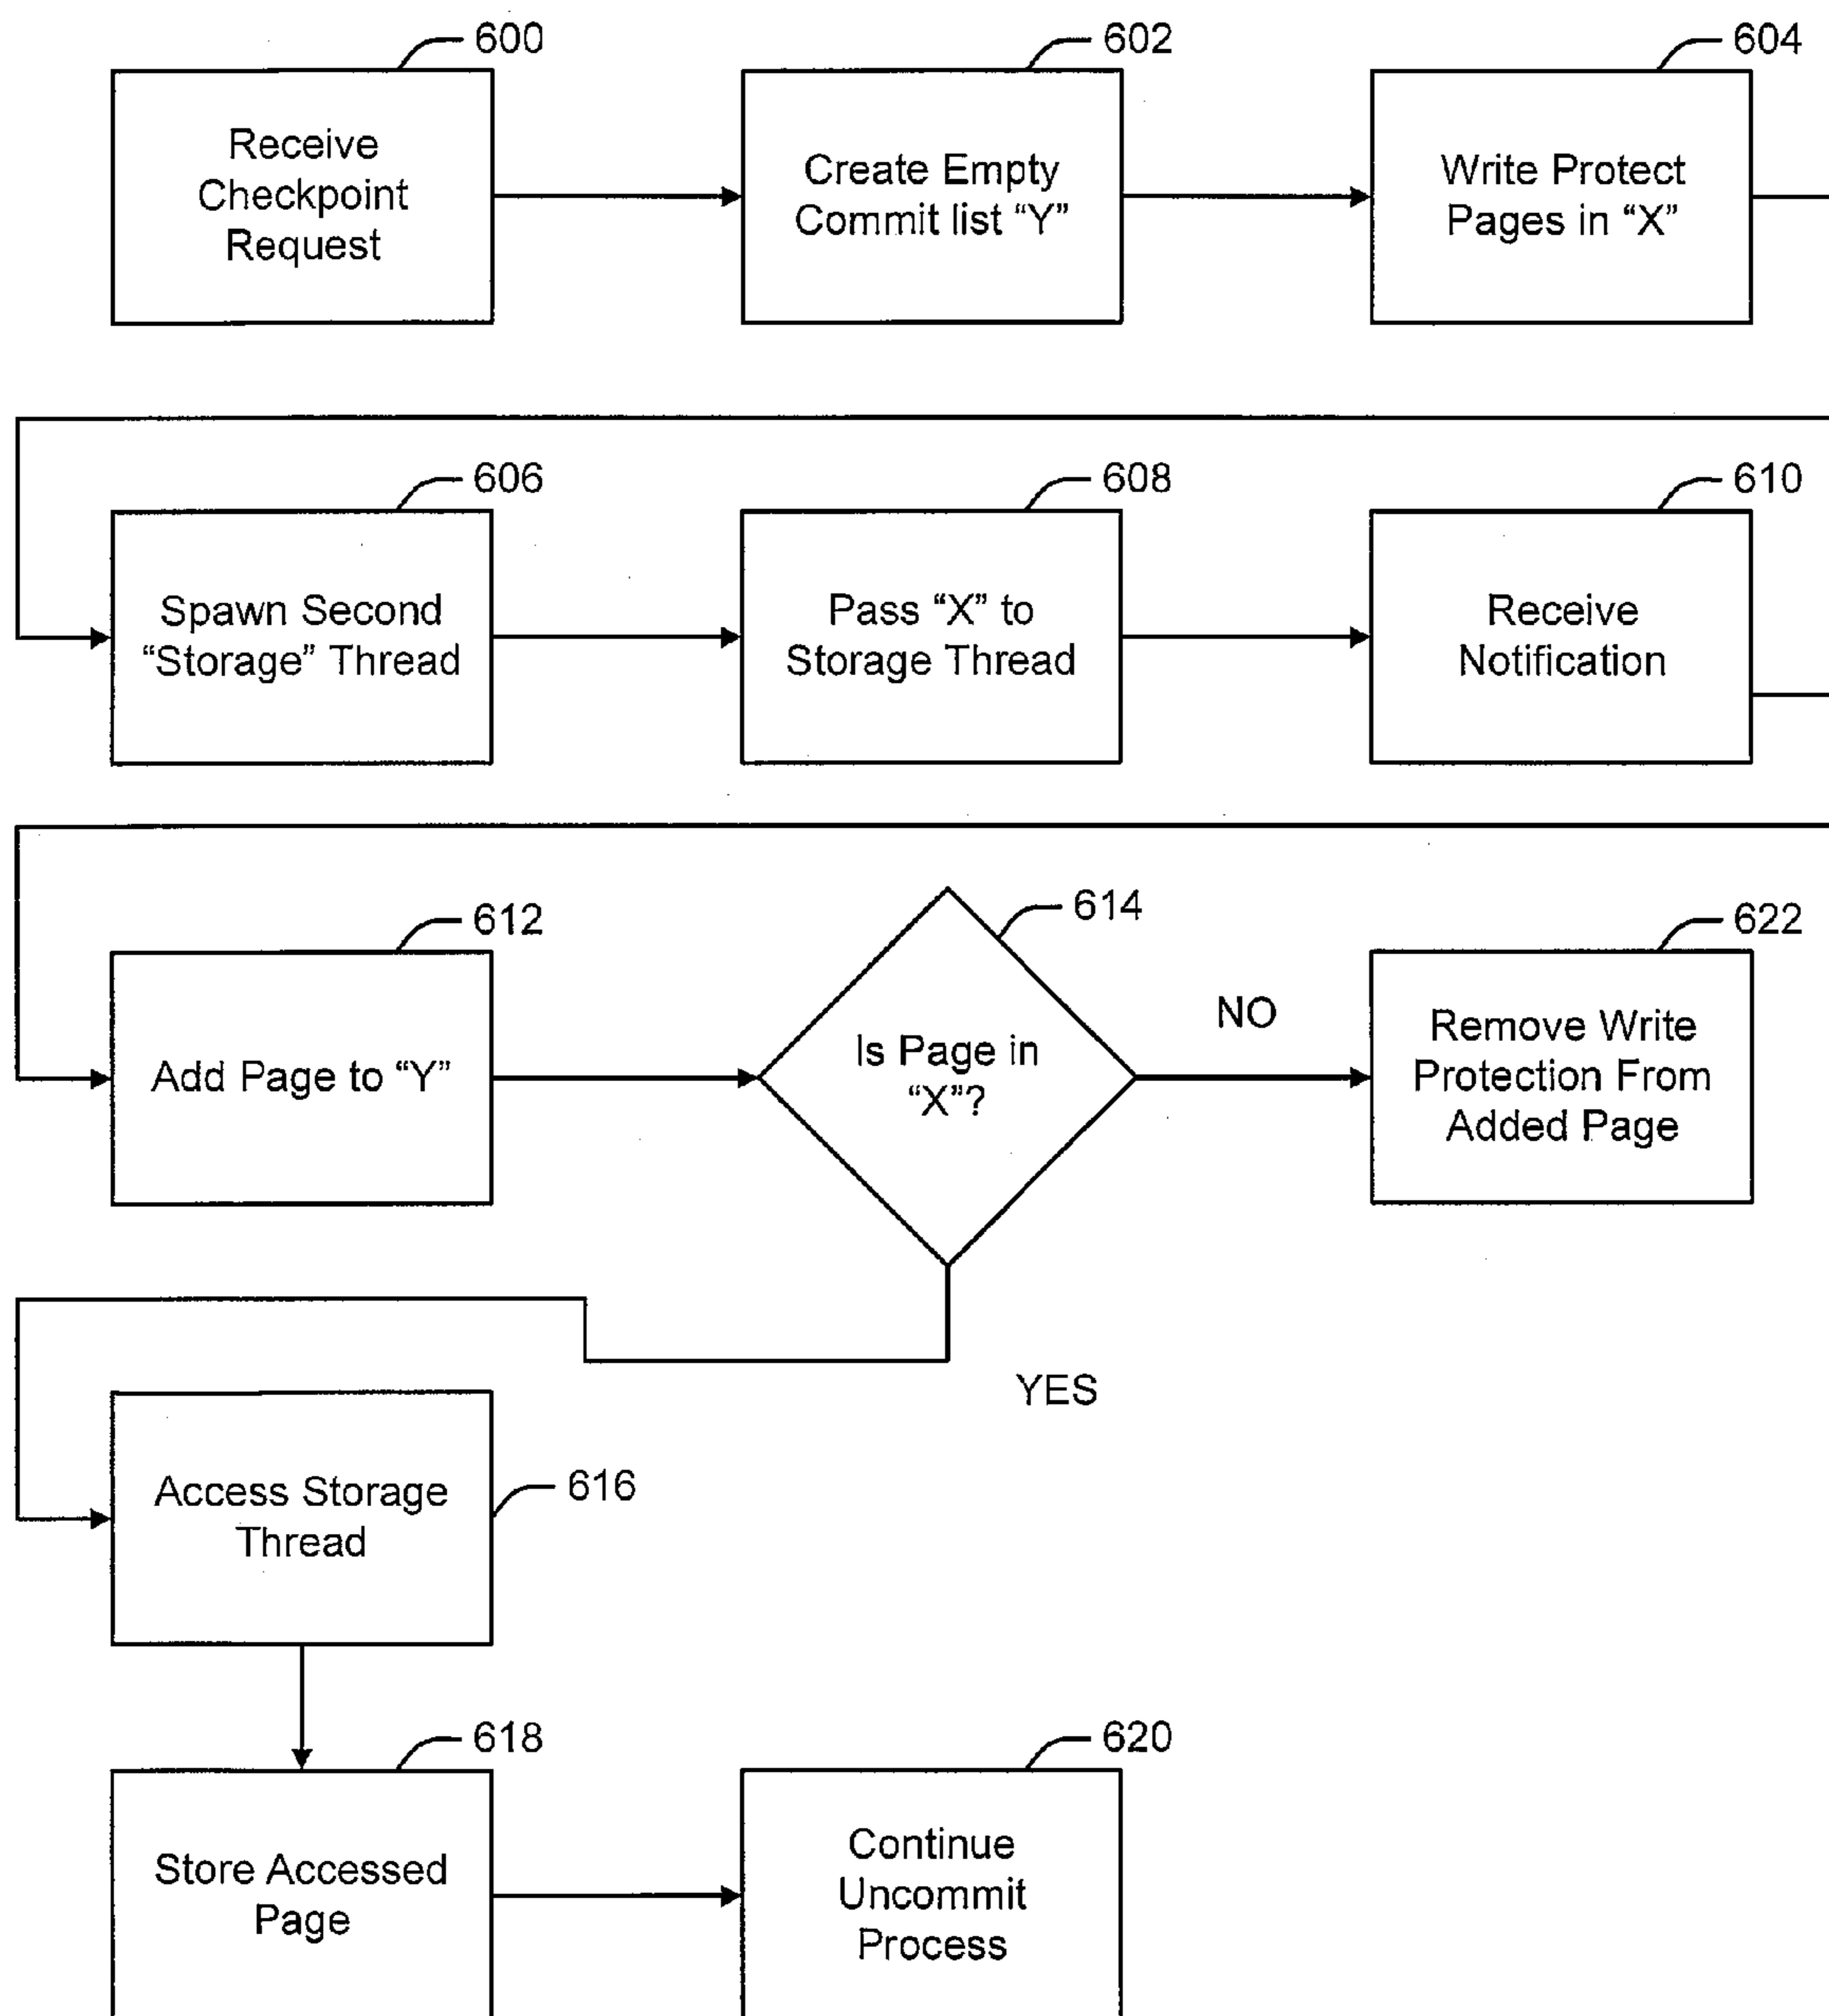 600
Receive
Checkpoint
Request
602
Create Empty
Commit list “Y”
604
Write Protect
Pages in “X”
606
Spawn Second
“Storage” Thread
608
Pass “X” to
Storage Thread
610
Receive
Notification
612
Add Page to “Y”
614
Is Page in
“X”?
NO
622
Remove Write
Protection From
Added Page
YES
Access Storage
Thread
616
618
Store Accessed
Page
620
Continue
Uncommit
Process